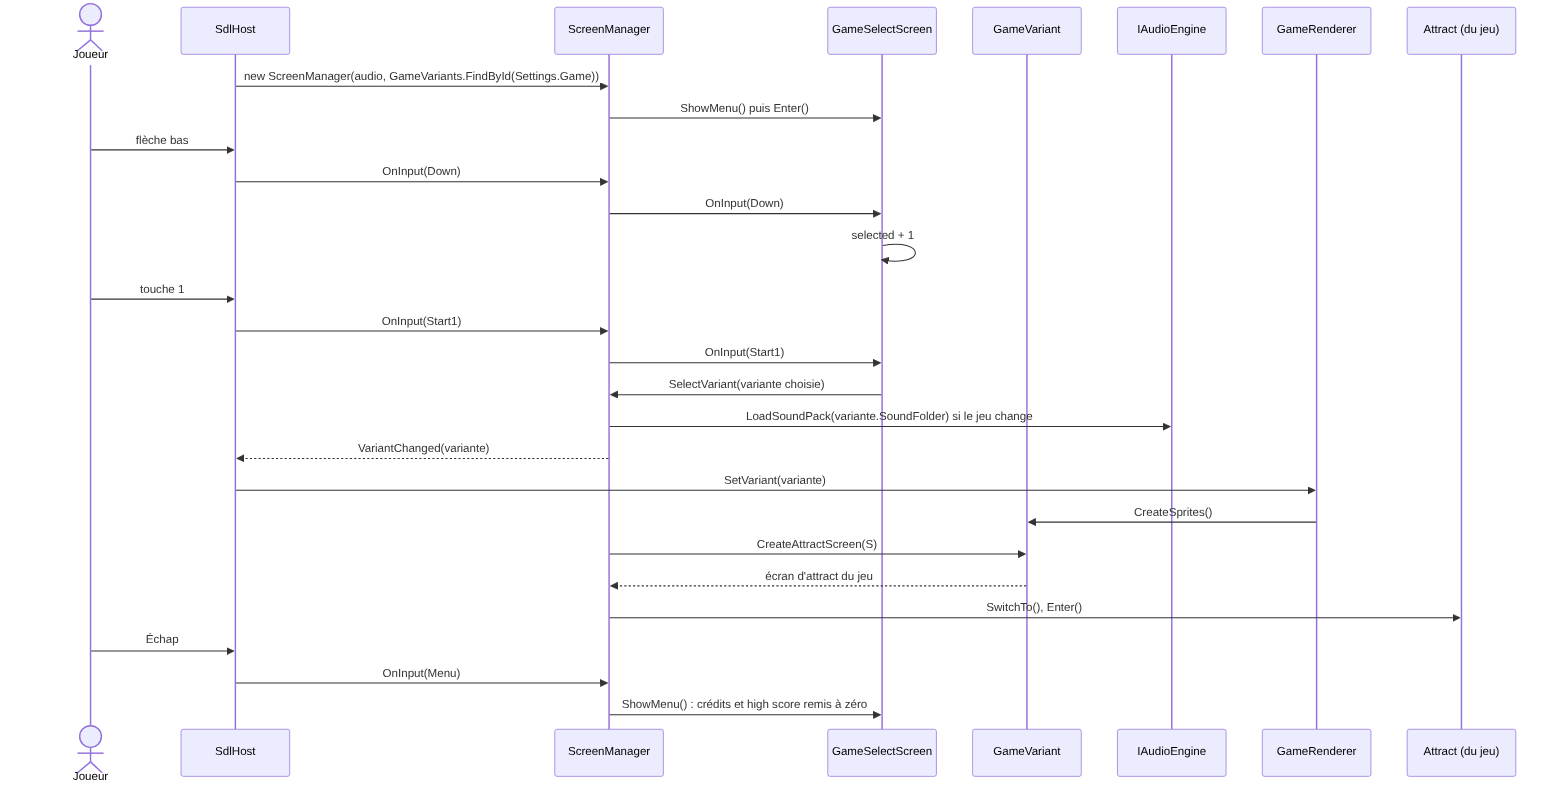 Joueur
SdlHost
ScreenManager
GameSelectScreen
GameVariant
IAudioEngine
GameRenderer
Attract (du jeu)
new ScreenManager(audio, GameVariants.FindById(Settings.Game))
ShowMenu() puis Enter()
flèche bas
OnInput(Down)
OnInput(Down)
selected + 1
touche 1
OnInput(Start1)
OnInput(Start1)
SelectVariant(variante choisie)
LoadSoundPack(variante.SoundFolder) si le jeu change
VariantChanged(variante)
SetVariant(variante)
CreateSprites()
CreateAttractScreen(S)
écran d'attract du jeu
SwitchTo(), Enter()
Échap
OnInput(Menu)
ShowMenu() : crédits et high score remis à zéro
Joueur
SdlHost
ScreenManager
GameSelectScreen
GameVariant
IAudioEngine
GameRenderer
Attract (du jeu)